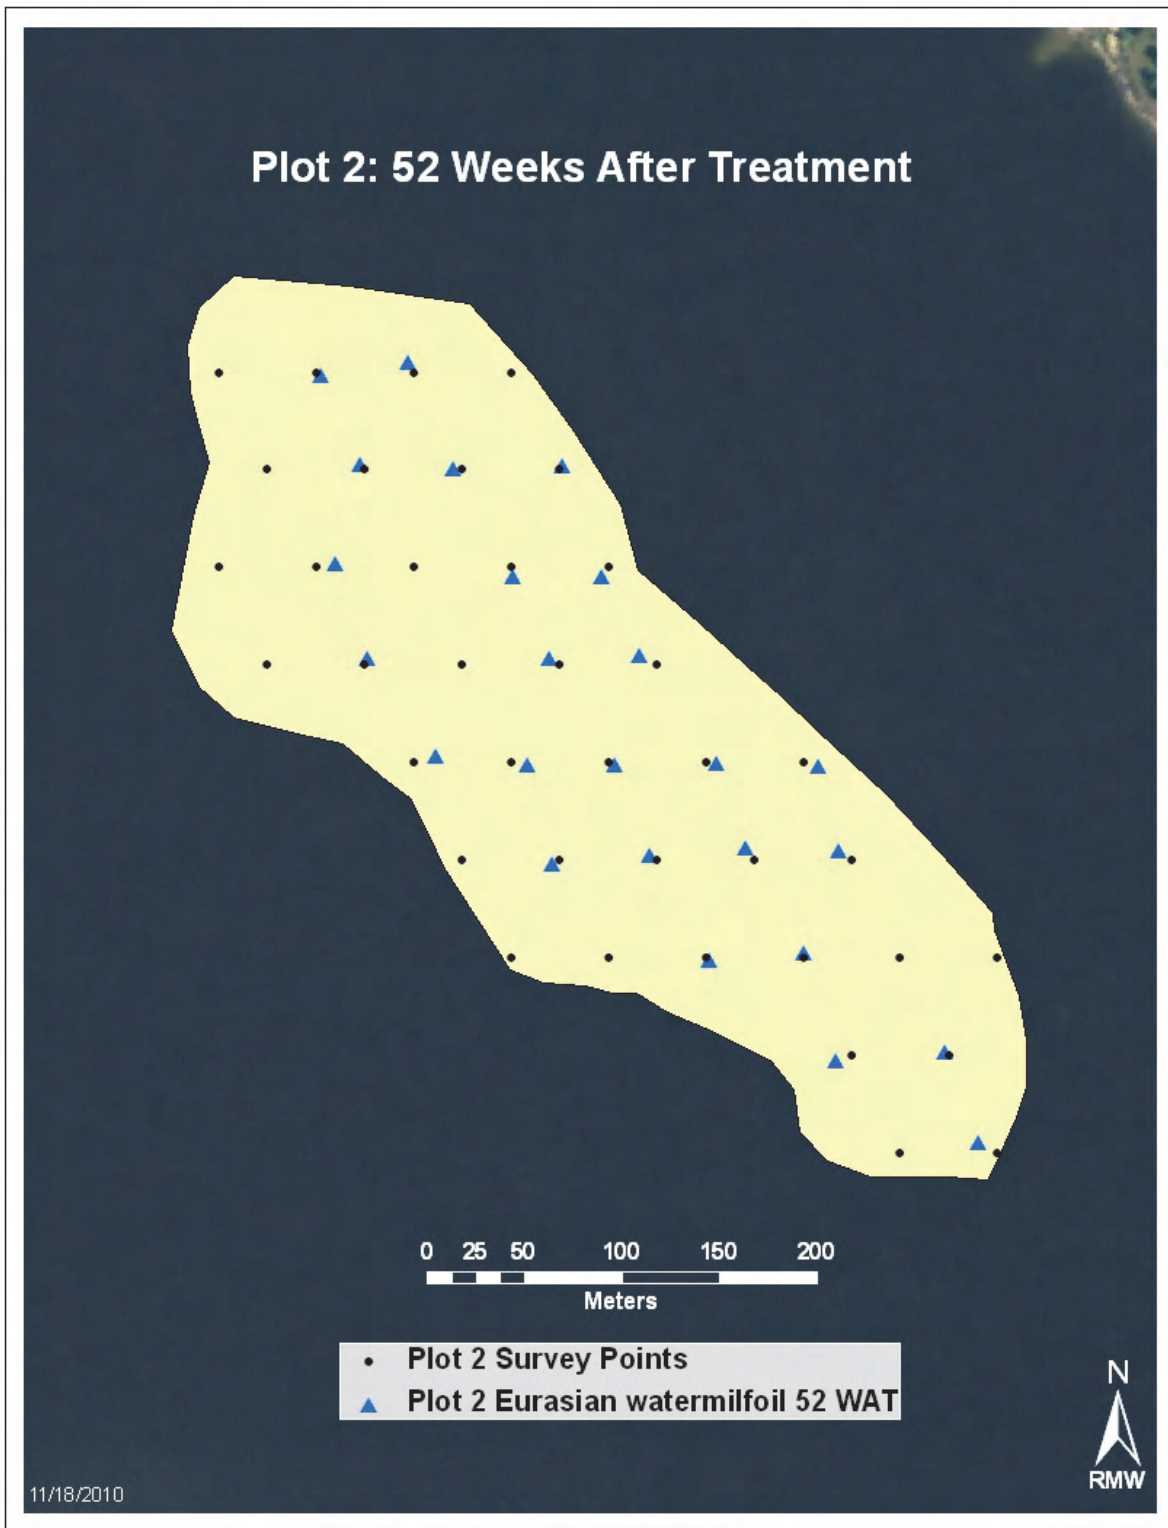 Plot 2: 52 Weeks After Treatment
0 25 50 100 150 200
Meters
Plot 2 Survey Points
Plot 2 Eurasian watermilfoil 52 WAT
N
RMW
11/18/2010